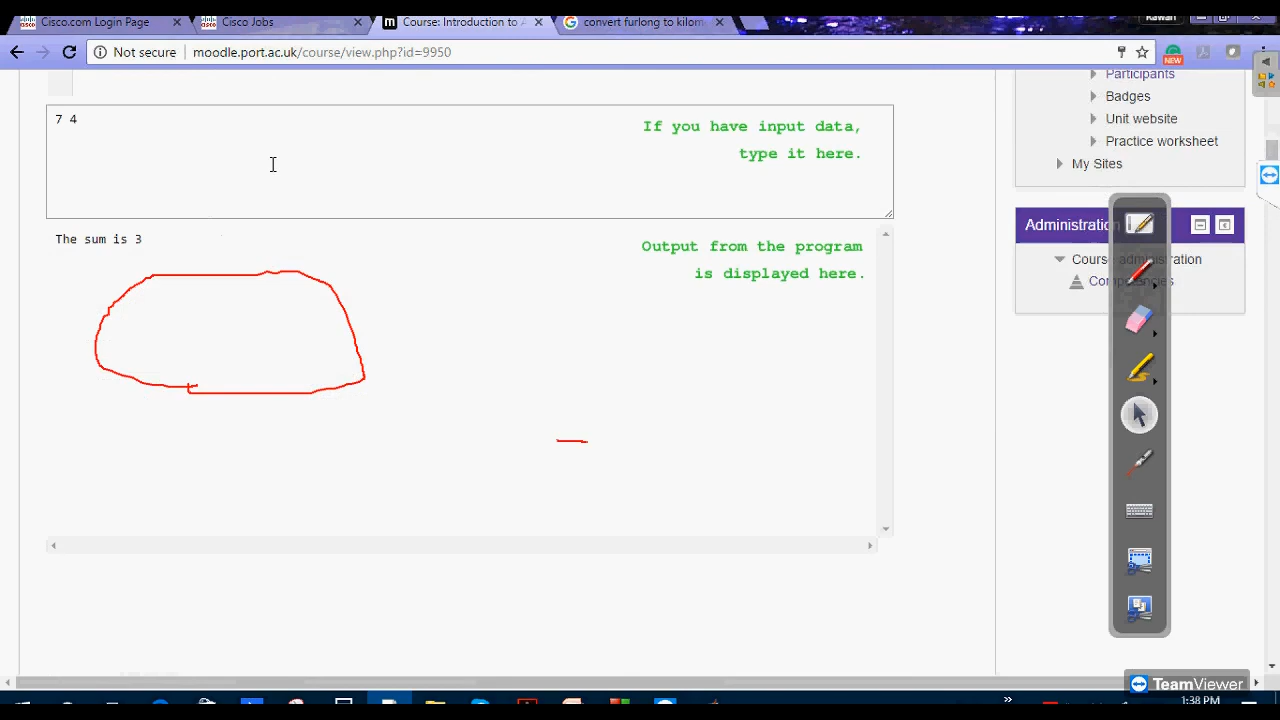 Cisco.com Login Page
Cisco Jobs
Course: Introduction to A
convert furlong to kilom
Rawan
Not secure
moodle.port.ac.uk/course/view.php?id=9950
NEW
Participants
Badges
Unit website
Practice worksheet
My Sites
7 4
If you have input data,
type it here.
The sum is 3
Output from the program
is displayed here.
Administration
TeamViewer
1:38 PM